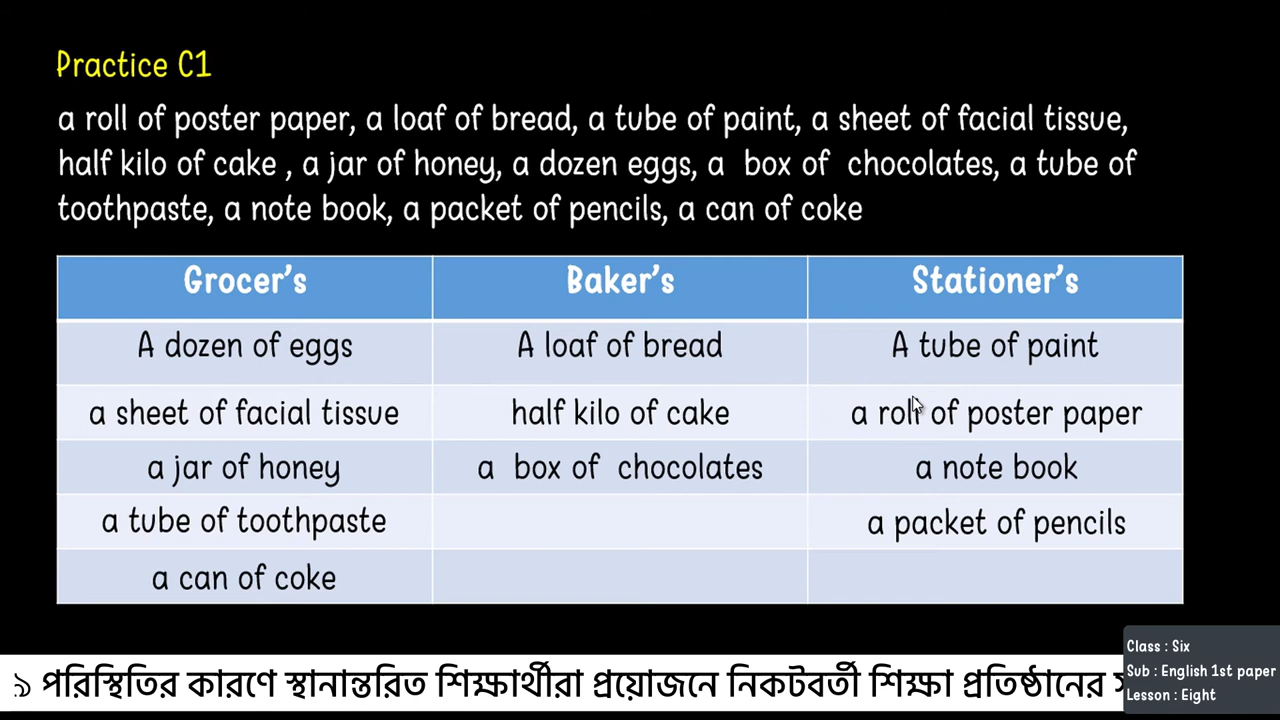 Practice C1
a roll of poster paper, a loaf of bread, a tube of paint, a sheet of facial tissue,
half kilo of cake , a jar of honey, a dozen eggs, a box of chocolates, a tube of
toothpaste, a note book, a packet of pencils, a can of coke
Grocer's Baker's Stationer's
A dozen of eggs A loaf of bread A tube of paint
a sheet of facial tissue half kilo of cake a roll of poster paper
a jar of honey a box of chocolates a note book
a tube of toothpaste a packet of pencils
a can of coke
৯ পরিস্থিতির কারণে স্থানান্তরিত শিক্ষার্থীরা প্রয়োজনে নিকটবর্তী শিক্ষা প্রতিষ্ঠানের
Class : Six
Sub : English 1st paper
Lesson : Eight